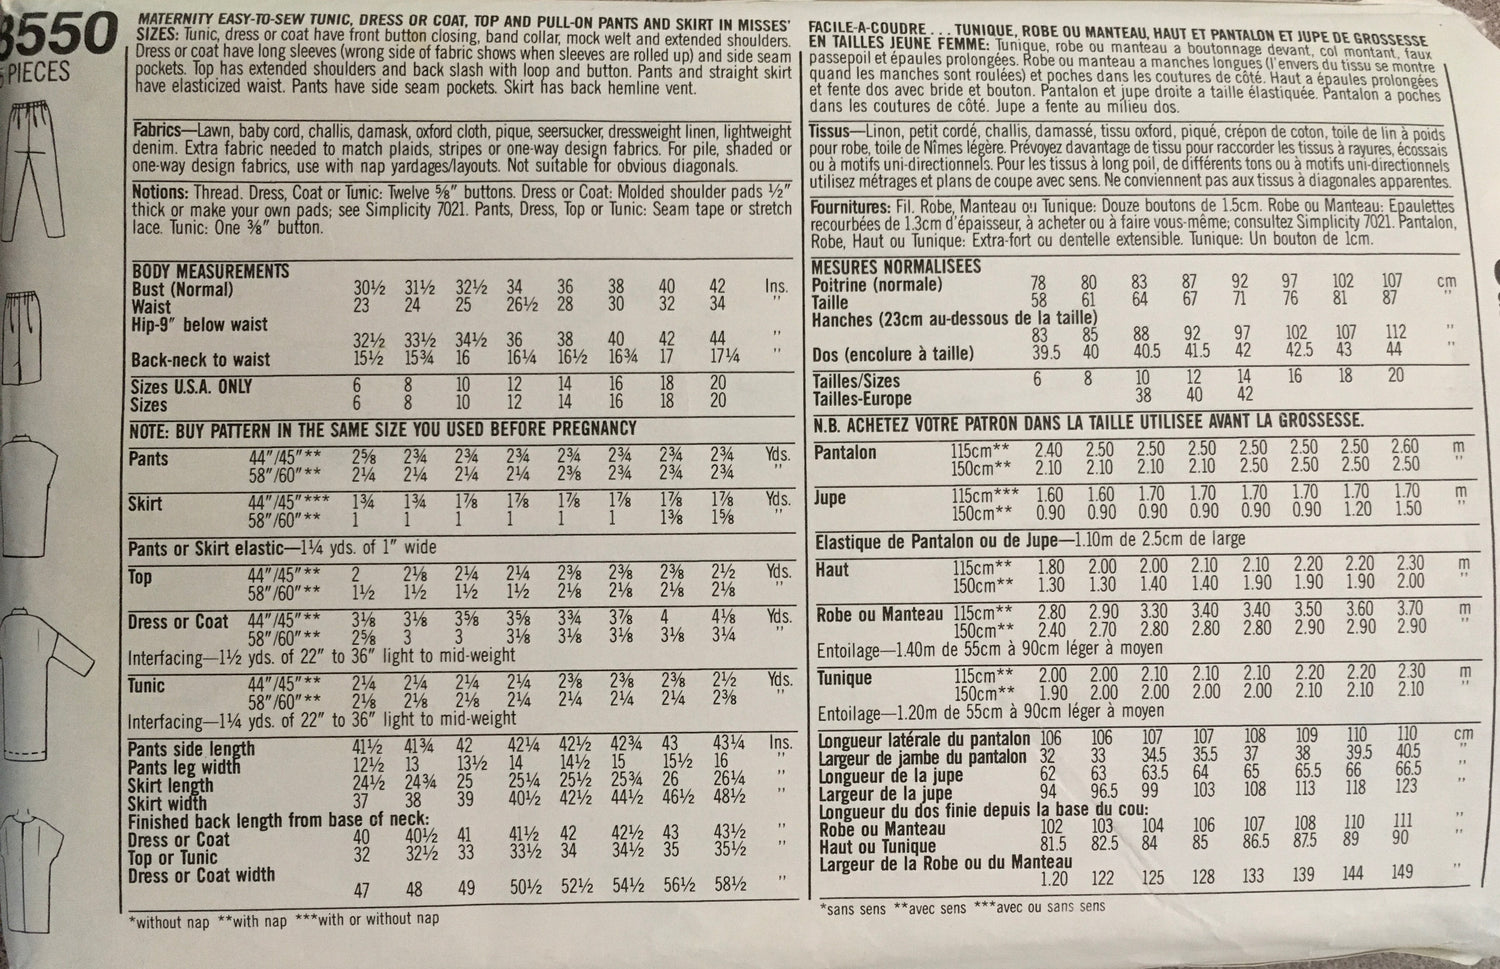 8550
PIECES
MATERNITY EASY-TO-SEW TUNIC, DRESS OR COAT, TOP AND PULL-ON PANTS AND SKIRT IN MISSES'
SIZES: Tunic, dress or coat have front button closing, band collar, mock welt and extended shoulders.
Dress or coat have long sleeves (wrong side of fabric shows when sleeves are rolled up) and side seam
pockets. Top has extended shoulders and back slash with loop and button. Pants and straight skirt
have elasticized waist. Pants have side seam pockets. Skirt has back hemline vent.
Fabrics—Lawn, baby cord, challis, damask, oxford cloth, pique, seersucker, dressweight linen, lightweight
denim. Extra fabric needed to match plaids, stripes or one-way design fabrics. For pile, shaded or
one-way design fabrics, use with nap yardages/layouts. Not suitable for obvious diagonals.
Notions: Thread. Dress, Coat or Tunic: Twelve ⅝" buttons. Dress or Coat: Molded shoulder pads ½"
thick or make your own pads; see Simplicity 7021. Pants, Dress, Top or Tunic: Seam tape or stretch
lace. Tunic: One ⅜" button.
BODY MEASUREMENTS
Bust (Normal) 30½ 31½ 32½ 34 36 38 40 42 Ins.
Waist 23 24 25 26½ 28 30 32 34 "
Hip-9" below waist
32½ 33½ 34½ 36 38 40 42 44 "
Back-neck to waist 15½ 15¾ 16 16¼ 16½ 16¾ 17 17¼ "
Sizes U.S.A. ONLY 6 8 10 12 14 16 18 20
Sizes 6 8 10 12 14 16 18 20
NOTE: BUY PATTERN IN THE SAME SIZE YOU USED BEFORE PREGNANCY
Pants 44"/45"** 2⅝ 2¾ 2¾ 2¾ 2¾ 2¾ 2¾ 2¾ Yds.
58"/60"** 2¼ 2¼ 2¼ 2¼ 2⅜ 2¾ 2¾ 2¾ "
Skirt 44"/45"*** 1¾ 1¾ 1⅞ 1⅞ 1⅞ 1⅞ 1⅞ 1⅞ Yds.
58"/60"** 1 1 1 1 1 1 1⅜ 1⅝ "
Pants or Skirt elastic—1¼ yds. of 1" wide
Top 44"/45"** 2 2⅛ 2¼ 2¼ 2⅜ 2⅜ 2⅜ 2½ Yds.
58"/60"** 1½ 1½ 1½ 1½ 2⅛ 2⅛ 2⅛ 2⅛ "
Dress or Coat 44"/45"** 3⅛ 3⅛ 3⅝ 3⅝ 3¾ 3⅞ 4 4⅛ Yds.
58"/60"** 2⅝ 3 3 3⅛ 3⅛ 3⅛ 3⅛ 3¼ "
Interfacing—1½ yds. of 22" to 36" light to mid-weight
Tunic 44"/45"** 2¼ 2¼ 2¼ 2¼ 2⅜ 2⅜ 2⅜ 2½ Yds.
58"/60"** 2⅛ 2⅛ 2⅛ 2¼ 2¼ 2¼ 2¼ 2⅜ "
Interfacing—1¼ yds. of 22" to 36" light to mid-weight
Pants side length 41½ 41¾ 42 42¼ 42½ 42¾ 43 43¼ Ins.
Pants leg width 12½ 13 13½ 14 14½ 15 15½ 16 "
Skirt length 24½ 24¾ 25 25¼ 25½ 25¾ 26 26¼ "
Skirt width 37 38 39 40½ 42½ 44½ 46½ 48½ "
Finished back length from base of neck:
Dress or Coat 40 40½ 41 41½ 42 42½ 43 43½ "
Top or Tunic 32 32½ 33 33½ 34 34½ 35 35½ "
Dress or Coat width
47 48 49 50½ 52½ 54½ 56½ 58½ "
*without nap **with nap ***with or without nap
FACILE-A-COUDRE . . . TUNIQUE, ROBE OU MANTEAU, HAUT ET PANTALON ET JUPE DE GROSSESSE
EN TAILLES JEUNE FEMME: Tunique, robe ou manteau a boutonnage devant, col montant, faux
passepoil et épaules prolongées. Robe ou manteau a manches longues (l'envers du tissu se montre
quand les manches sont roulées) et poches dans les coutures de côté. Haut a épaules prolongées
et fente dos avec bride et bouton. Pantalon et jupe droite a taille élastiquée. Pantalon a poches
dans les coutures de côté. Jupe a fente au milieu dos.
Tissus—Linon, petit cordé, challis, damassé, tissu oxford, piqué, crépon de coton, toile de lin à poids
pour robe, toile de Nîmes légère. Prévoyez davantage de tissu pour raccorder les tissus à rayures, écossais
ou à motifs uni-directionnels. Pour les tissus à long poil, de différents tons ou à motifs uni-directionnels
utilisez métrages et plans de coupe avec sens. Ne conviennent pas aux tissus à diagonales apparentes.
Fournitures: Fil. Robe, Manteau ou Tunique: Douze boutons de 1.5cm. Robe ou Manteau: Epaulettes
recourbées de 1.3cm d'épaisseur, à acheter ou à faire vous-même; consultez Simplicity 7021. Pantalon,
Robe, Haut ou Tunique: Extra-fort ou dentelle extensible. Tunique: Un bouton de 1cm.
MESURES NORMALISEES
Poitrine (normale) 78 80 83 87 92 97 102 107 cm
Taille 58 61 64 67 71 76 81 87 "
Hanches (23cm au-dessous de la taille)
83 85 88 92 97 102 107 112 "
Dos (encolure à taille) 39.5 40 40.5 41.5 42 42.5 43 44 "
Tailles/Sizes 6 8 10 12 14 16 18 20
Tailles-Europe 38 40 42
N.B. ACHETEZ VOTRE PATRON DANS LA TAILLE UTILISEE AVANT LA GROSSESSE.
Pantalon 115cm** 2.40 2.50 2.50 2.50 2.50 2.50 2.50 2.60 m
150cm** 2.10 2.10 2.10 2.10 2.50 2.50 2.50 2.50 "
Jupe 115cm*** 1.60 1.60 1.70 1.70 1.70 1.70 1.70 1.70 m
150cm** 0.90 0.90 0.90 0.90 0.90 0.90 1.20 1.50 "
Elastique de Pantalon ou de Jupe—1.10m de 2.5cm de large
Haut 115cm** 1.80 2.00 2.00 2.10 2.10 2.20 2.20 2.30 m
150cm** 1.30 1.30 1.40 1.40 1.90 1.90 1.90 2.00 "
Robe ou Manteau 115cm** 2.80 2.90 3.30 3.40 3.40 3.50 3.60 3.70 m
150cm** 2.40 2.70 2.80 2.80 2.80 2.90 2.90 2.90 "
Entoilage—1.40m de 55cm à 90cm léger à moyen
Tunique 115cm** 2.00 2.00 2.10 2.10 2.10 2.20 2.20 2.30 m
150cm** 1.90 2.00 2.00 2.00 2.00 2.10 2.10 2.10 "
Entoilage—1.20m de 55cm à 90cm léger à moyen
Longueur latérale du pantalon 106 106 107 107 108 109 110 110 cm
Largeur de jambe du pantalon 32 33 34.5 35.5 37 38 39.5 40.5 "
Longueur de la jupe 62 63 63.5 64 65 65.5 66 66.5 "
Largeur de la jupe 94 96.5 99 103 108 113 118 123 "
Longueur du dos finie depuis la base du cou:
Robe ou Manteau 102 103 104 106 107 108 110 111 "
Haut ou Tunique 81.5 82.5 84 85 86.5 87.5 89 90 "
Largeur de la Robe ou du Manteau
1.20 122 125 128 133 139 144 149 "
*sans sens **avec sens ***avec ou sans sens